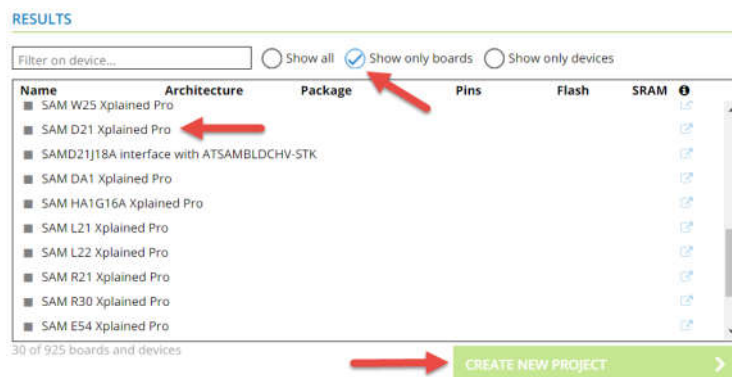 RESULTS
Filter on device... Show all Show only boards Show only devices
Name Architecture Package Pins Flash SRAM
SAM W25 Xplained Pro
SAM D21 Xplained Pro
SAMD21J18A interface with ATSAMBLDCHV-STK
SAM DA1 Xplained Pro
SAM HA1G16A Xplained Pro
SAM L21 Xplained Pro
SAM L22 Xplained Pro
SAM R21 Xplained Pro
SAM R30 Xplained Pro
SAM E54 Xplained Pro
30 of 925 boards and devices
CREATE NEW PROJECT